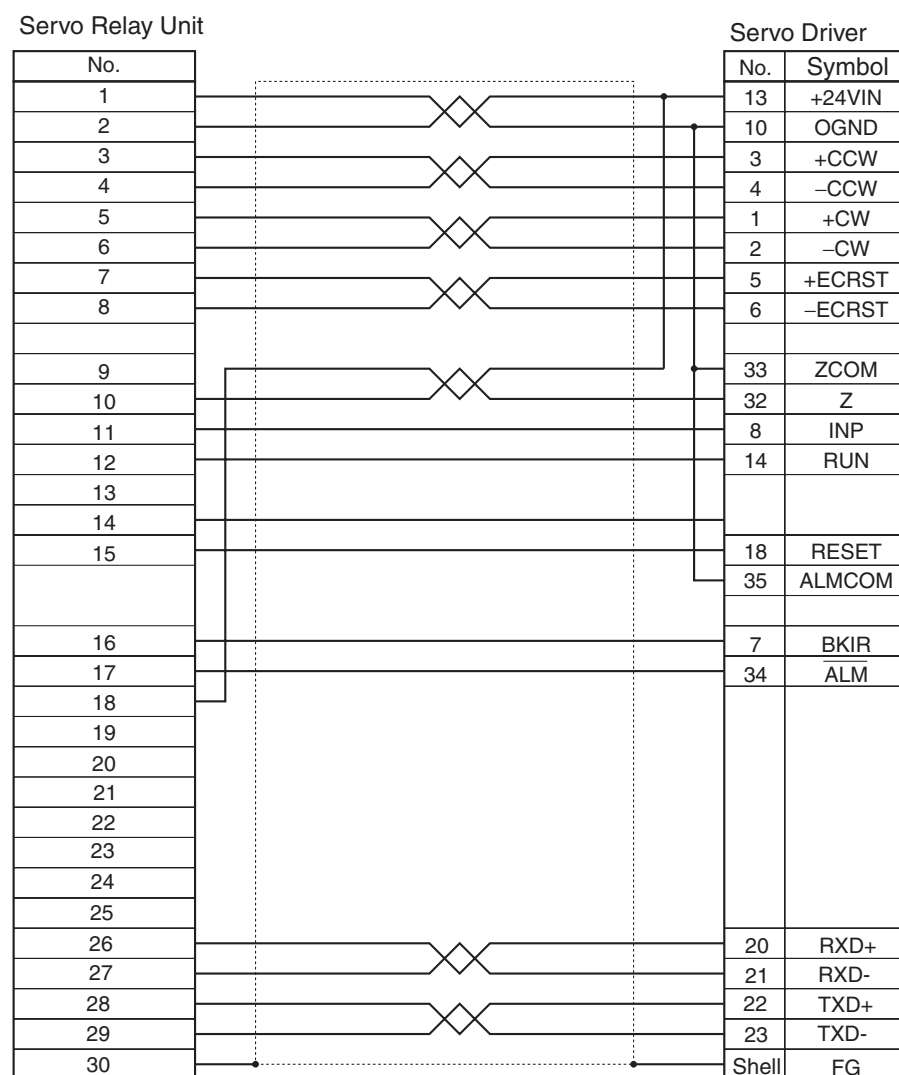 Servo Relay Unit
Servo Driver
No.
No. Symbol
1 13 +24VIN
2 10 OGND
3 3 +CCW
4 4 −CCW
5 1 +CW
6 2 −CW
7 5 +ECRST
8 6 −ECRST
9 33 ZCOM
10 32 Z
11 8 INP
12 14 RUN
13
14
15 18 RESET
35 ALMCOM
16 7 BKIR
17 34 ALM
18
19
20
21
22
23
24
25
26 20 RXD+
27 21 RXD-
28 22 TXD+
29 23 TXD-
30 Shell FG